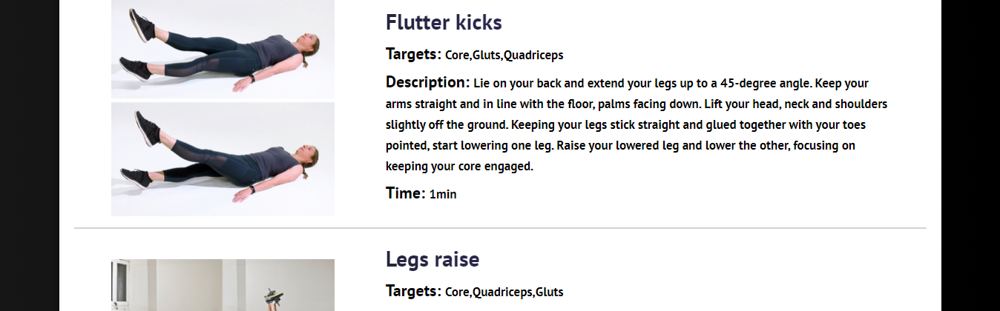 Flutter kicks
Targets: Core,Gluts,Quadriceps
Description: Lie on your back and extend your legs up to a 45-degree angle. Keep your
arms straight and in line with the floor, palms facing down. Lift your head, neck and shoulders
slightly off the ground. Keeping your legs stick straight and glued together with your toes
pointed, start lowering one leg. Raise your lowered leg and lower the other, focusing on
keeping your core engaged.
Time: 1min
Legs raise
Targets: Core,Quadriceps,Gluts